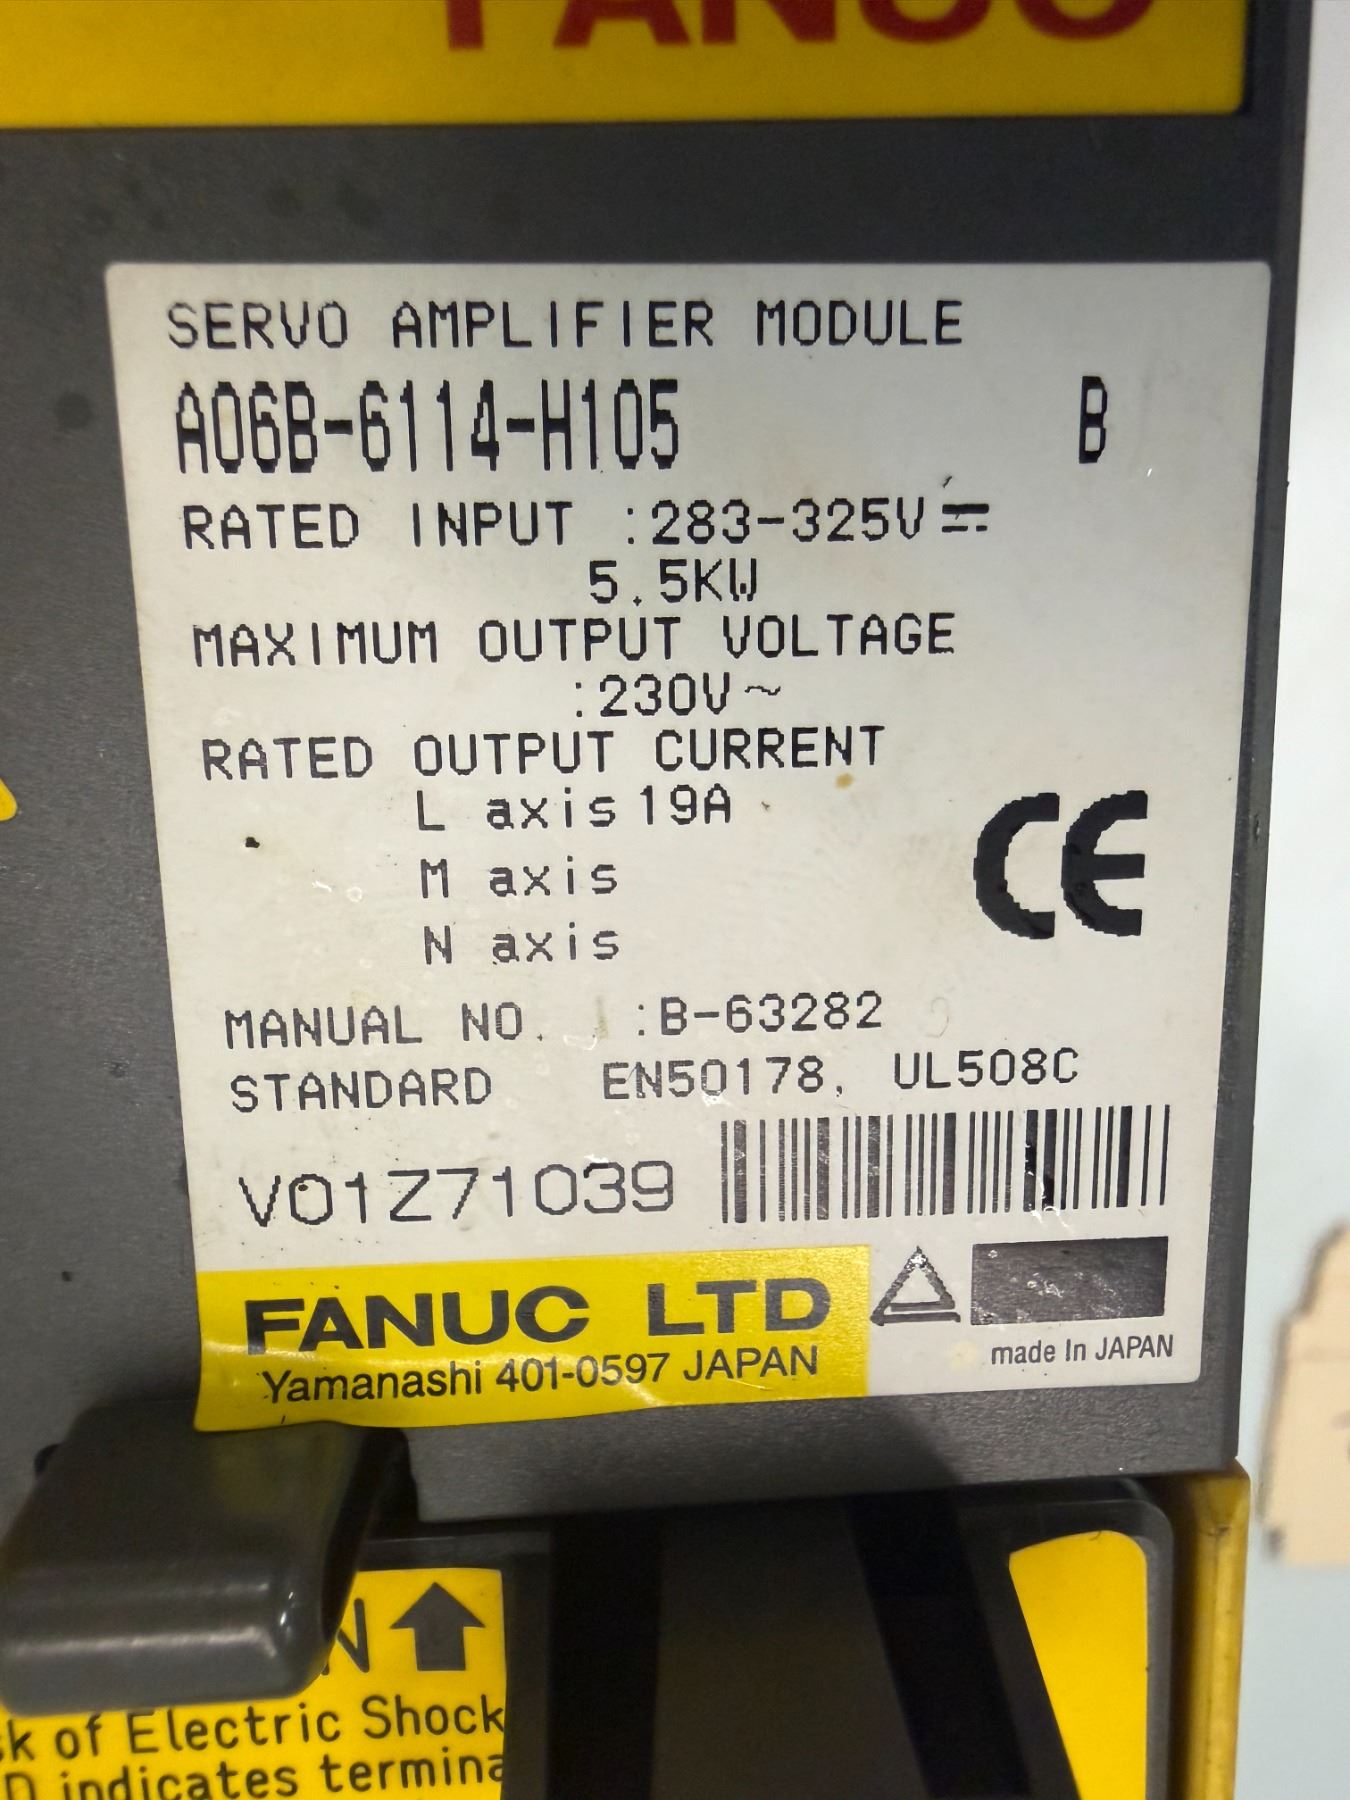 FANUC
SERVO AMPLIFIER MODULE
A06B-6114-H105 B
RATED INPUT :283-325V⎓
5.5KW
MAXIMUM OUTPUT VOLTAGE
:230V~
RATED OUTPUT CURRENT
L axis 19A
M axis
N axis
CE
MANUAL NO. :B-63282
STANDARD EN50178, UL508C
V01Z71039
FANUC LTD
Yamanashi 401-0597 JAPAN
made In JAPAN
of Electric Shock
indicates